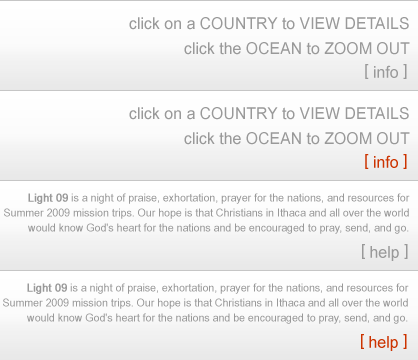 click on a COUNTRY to VIEW DETAILS
click the OCEAN to ZOOM OUT
[ info ]
click on a COUNTRY to VIEW DETAILS
click the OCEAN to ZOOM OUT
[ info ]
Light 09 is a night of praise, exhortation, prayer for the nations, and resources for
Summer 2009 mission trips. Our hope is that Christians in Ithaca and all over the world
would know God's heart for the nations and be encouraged to pray, send, and go.
[ help ]
Light 09 is a night of praise, exhortation, prayer for the nations, and resources for
Summer 2009 mission trips. Our hope is that Christians in Ithaca and all over the world
would know God's heart for the nations and be encouraged to pray, send, and go.
[ help ]